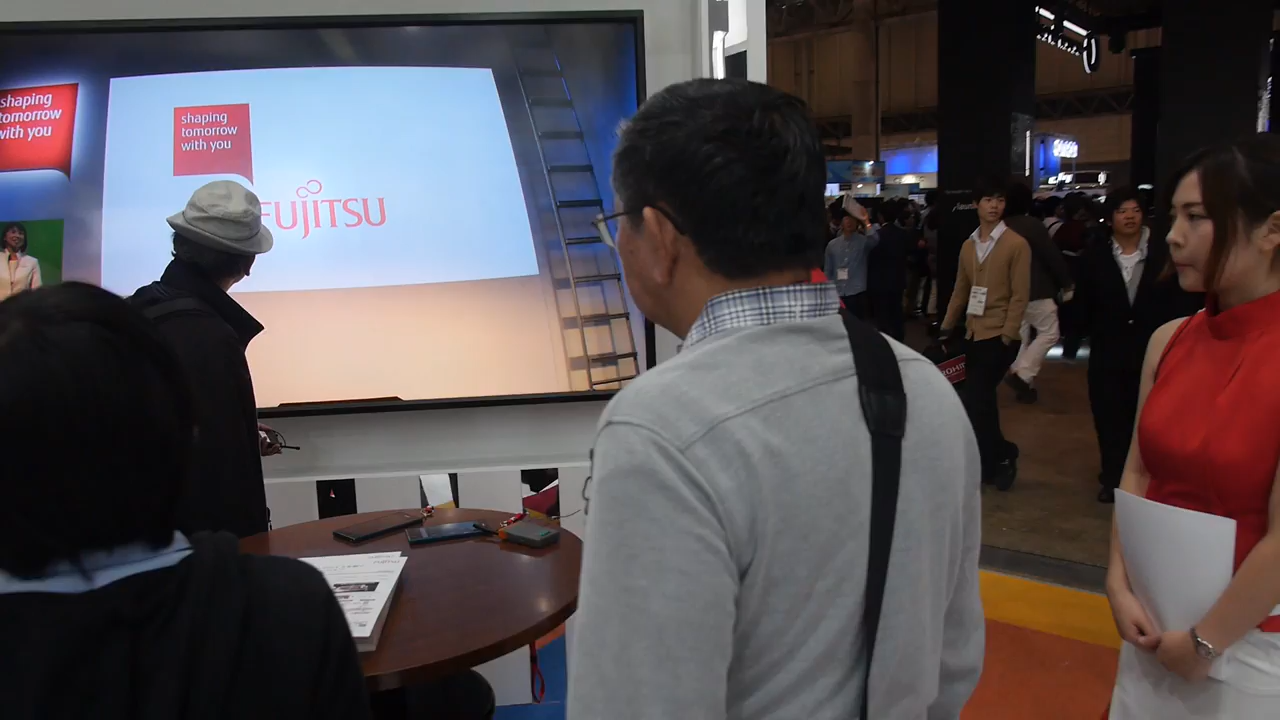 shaping
tomorrow
with you
shaping
tomorrow
with you
FUJITSU